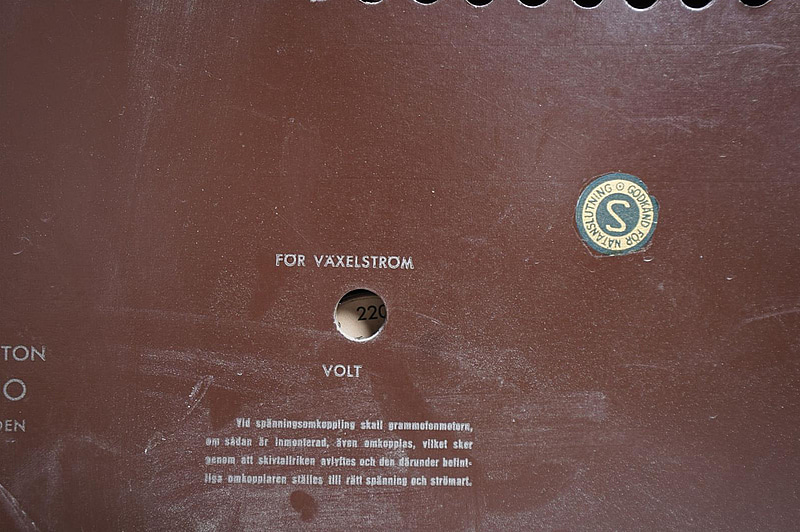 GODKÄND FÖR NÄTANSLUTNING
S
FÖR VÄXELSTRÖM
220
TON
O
DEN
VOLT
Vid spänningsomkoppling skall grammofonmotorn,
om sådan är inmonterad, även omkopplas, vilket sker
genom att skivtallriken avlyftes och den därunder befint-
liga omkopplaren ställes till rätt spänning och strömart.